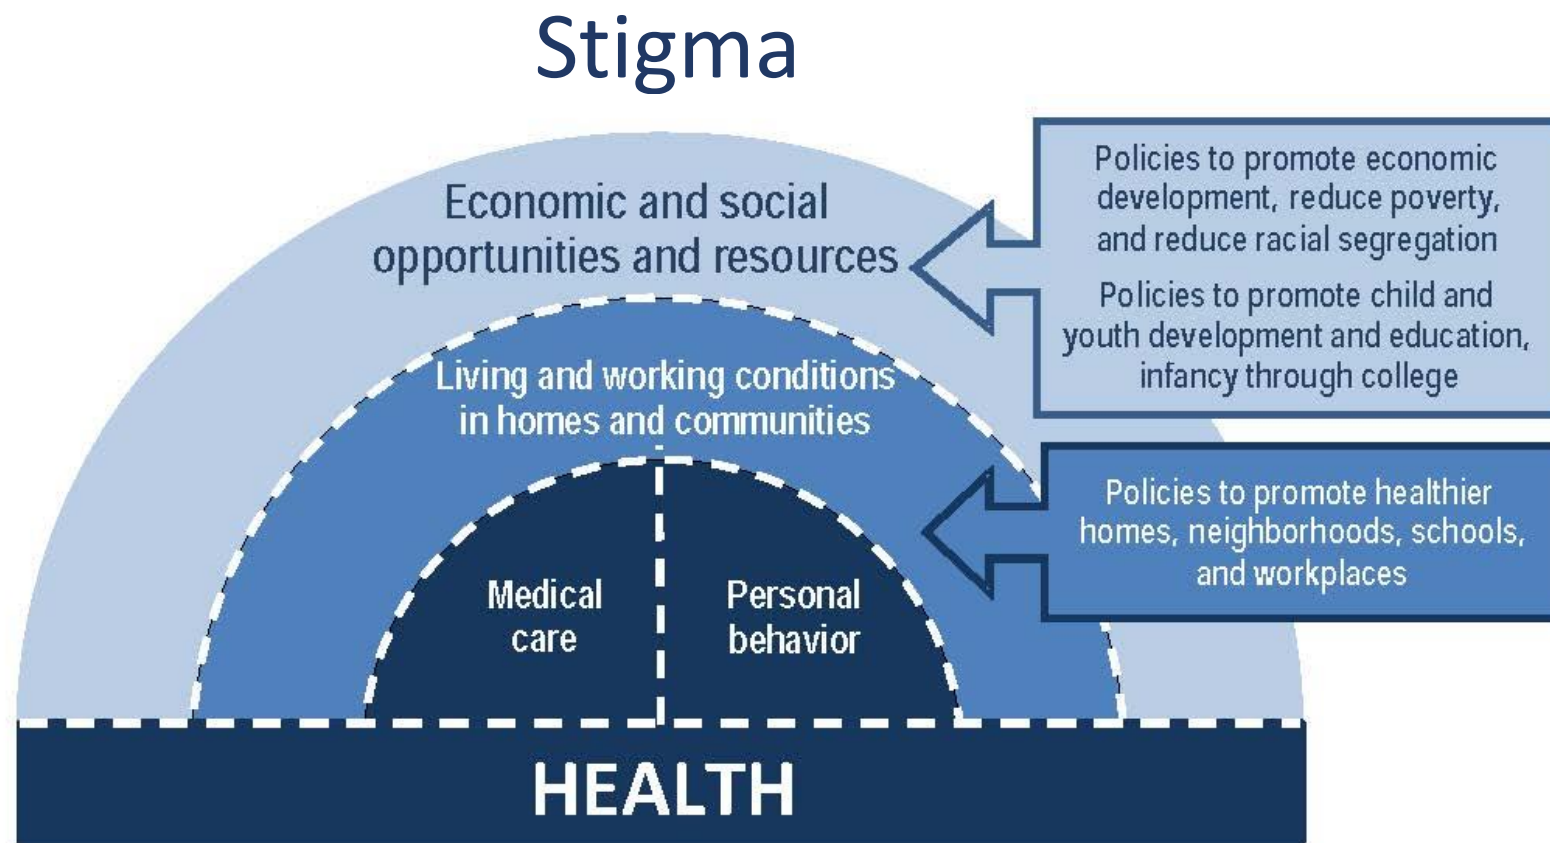 Stigma
Economic and social
opportunities and resources
Policies to promote economic
development, reduce poverty,
and reduce racial segregation
Policies to promote child and
youth development and education,
infancy through college
Living and working conditions
in homes and communities
Policies to promote healthier
homes, neighborhoods, schools,
and workplaces
Medical
care
Personal
behavior
HEALTH